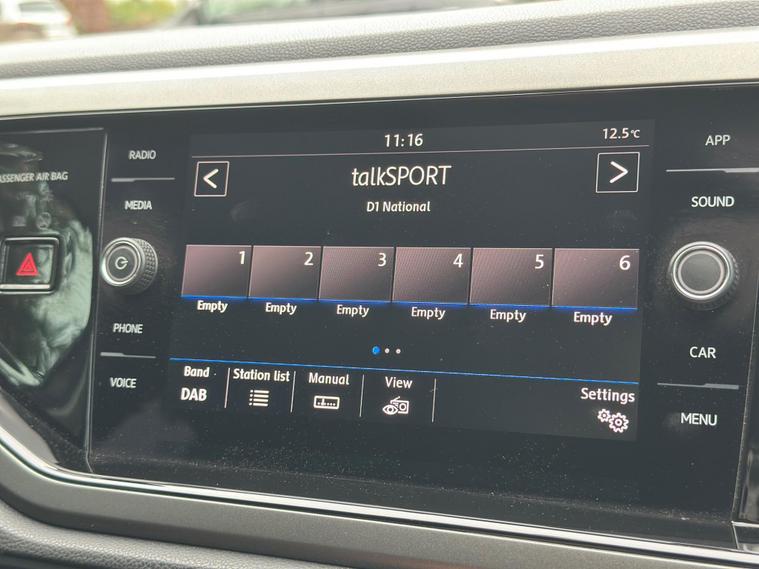 ASSENGER AIR BAG
RADIO
MEDIA
PHONE
VOICE
11:16
12.5°C
<
talkSPORT
>
D1 National
1 2 3 4 5 6
Empty Empty Empty Empty Empty Empty
Band Station list Manual View Settings
DAB
APP
SOUND
CAR
MENU